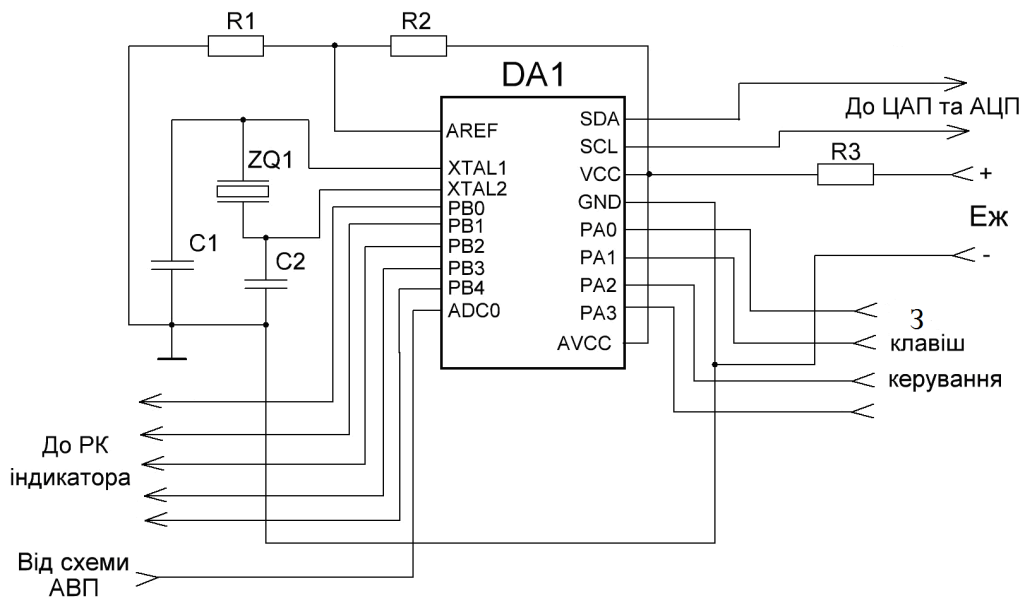 R1
R2
DA1
AREF
XTAL1
XTAL2
PB0
PB1
PB2
PB3
PB4
ADC0
SDA
SCL
VCC
GND
PA0
PA1
PA2
PA3
AVCC
ZQ1
C1
C2
До ЦАП та АЦП
R3
+
Еж
-
З
клавіш
керування
До РК
індикатора
Від схеми
АВП